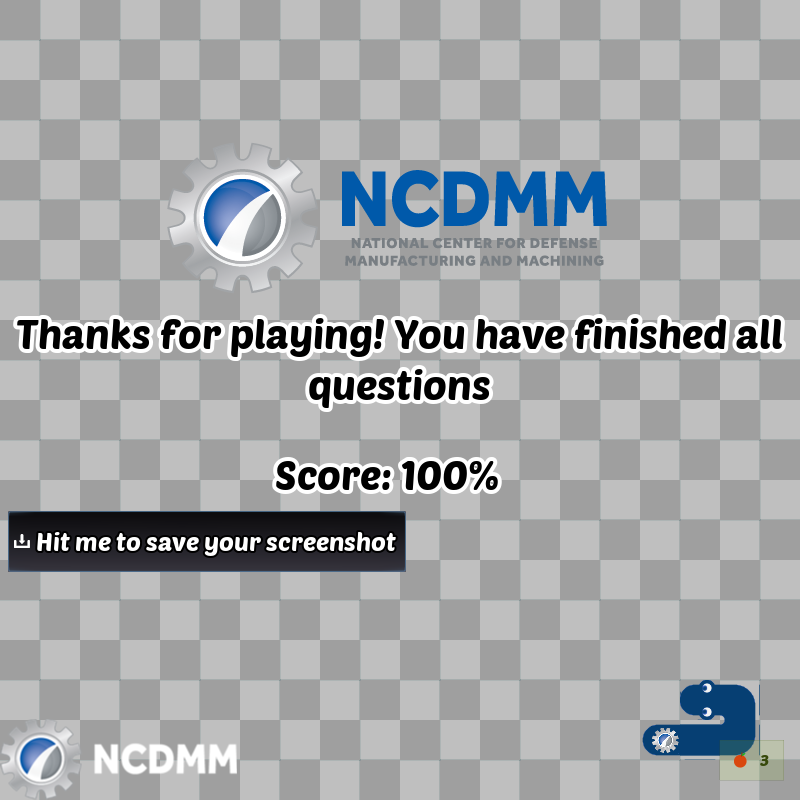 NCDMM
NATIONAL CENTER FOR DEFENSE
MANUFACTURING AND MACHINING
Thanks for playing! You have finished all
questions
Score: 100%
Hit me to save your screenshot
NCDMM
3